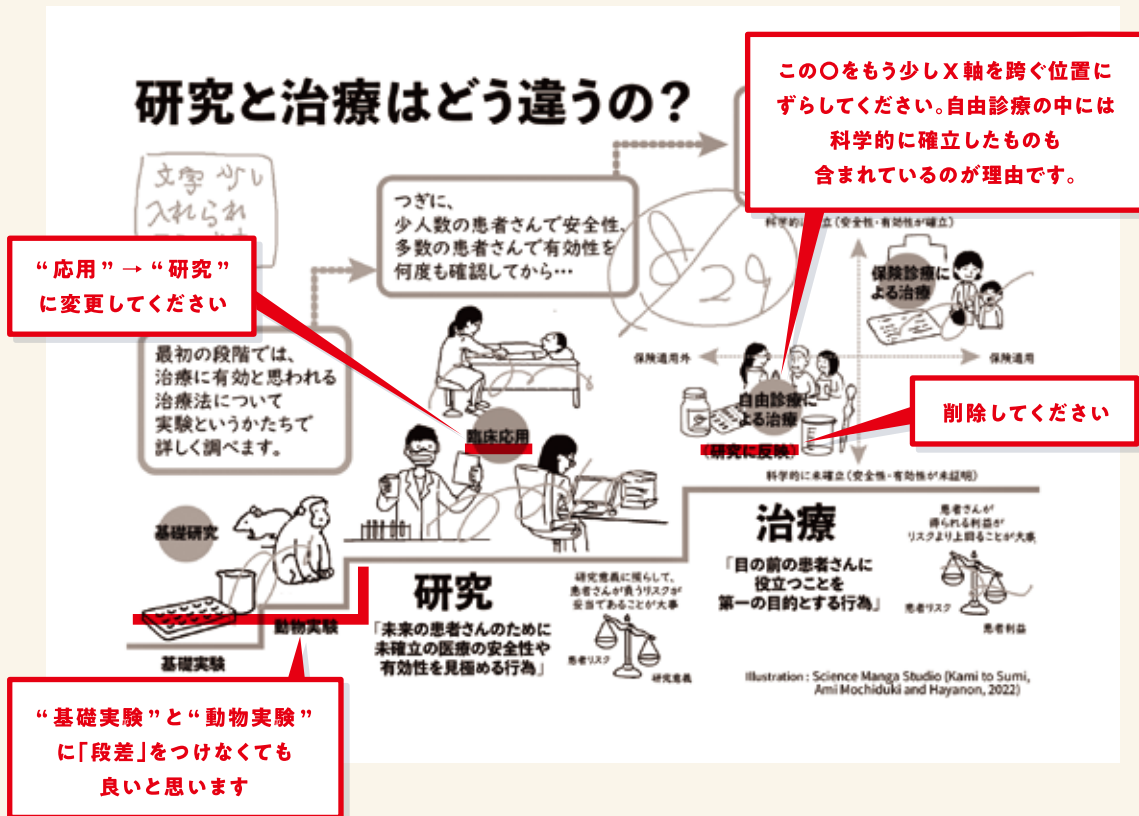 研究と治療はどう違うの？
この〇をもう少しX軸を跨ぐ位置に
ずらしてください。自由診療の中には
科学的に確立したものも
含まれているのが理由です。
文字 少し
入れられ
“応用”→“研究”
に変更してください
つぎに、
少人数の患者さんで安全性、
多数の患者さんで有効性を
何度も確認してから…
829
最初の段階では、
治療に有効と思われる
治療法について
実験というかたちで
詳しく調べます。
立（安全性・有効性が確立）
保険診療に
よる治療
保険適用外
保険適用
自由診療に
よる治療
（研究に反映）
削除してください
科学的に未確立（安全性・有効性が未証明）
臨床応用
基礎研究
動物実験
基礎実験
研究
「未来の患者さんのために
未確立の医療の安全性や
有効性を見極める行為」
研究意義に照らして、
患者さんが負うリスクが
妥当であることが大事
患者リスク
研究意義
治療
「目の前の患者さんに
役立つことを
第一の目的とする行為」
患者さんが
得られる利益が
リスクより上回ることが大事
患者リスク
患者利益
Illustration : Science Manga Studio (Kami to Sumi,
Ami Mochiduki and Hayanon, 2022)
“基礎実験”と“動物実験”
に「段差」をつけなくても
良いと思います